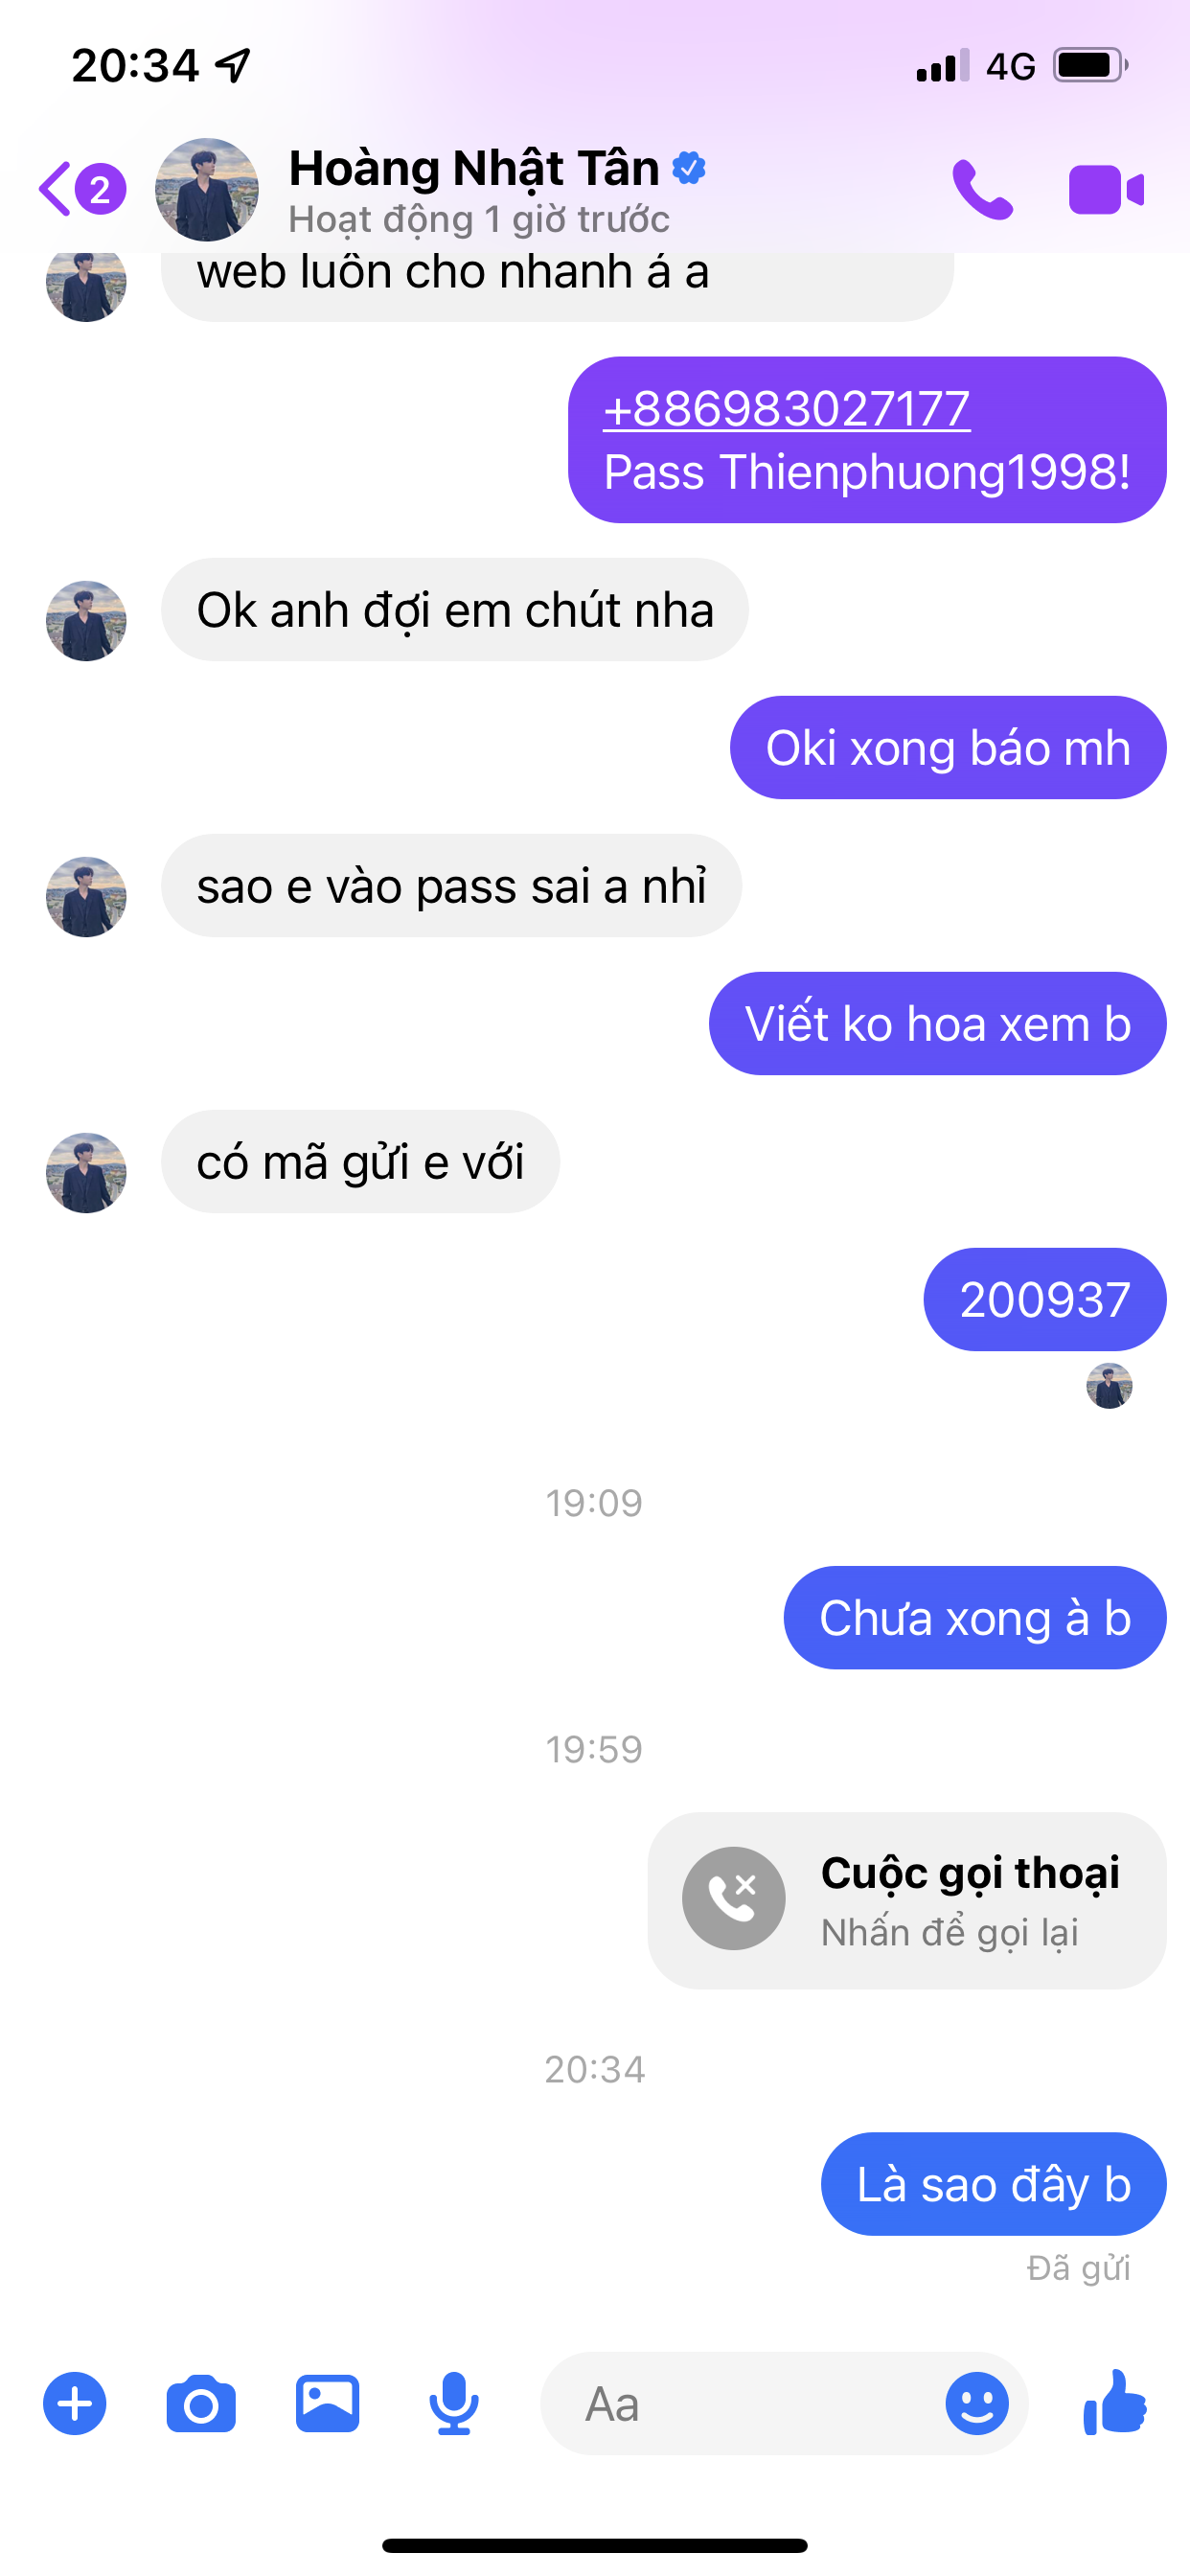 20:34
4G
2
Hoàng Nhật Tân
Hoạt động 1 giờ trước
web luôn cho nhanh á a
+886983027177
Pass Thienphuong1998!
Ok anh đợi em chút nha
Oki xong báo mh
sao e vào pass sai a nhỉ
Viết ko hoa xem b
có mã gửi e với
200937
19:09
Chưa xong à b
19:59
Cuộc gọi thoại
Nhấn để gọi lại
20:34
Là sao đây b
Đã gửi
Aa